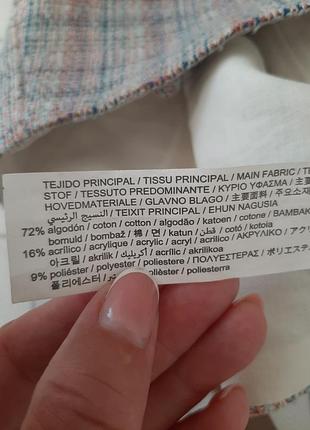 TEJIDO PRINCIPAL / TISSU PRINCIPAL / MAIN FABRIC / TE
STOF / TESSUTO PREDOMINANTE / ΚΥΡΙΟ ΥΦΑΣΜΑ / 主要
HOVEDMATERIALE / GLAVNO BLAGO / 主要面料 / 주요소재
النسيج الرئيسي / TEIXIT PRINCIPAL / EHUN NAGUSIA
72% algodón / coton / cotton / algodão / katoen / cotone / ΒΑΜΒΑΚ
bomuld / bombaž / 棉 / 面 / katun / قطن / cotó / kotoia
16% acrílico / acrylique / acrylic / acryl / acrilico / ΑΚΡΥΛΙΚΟ / アク
아크릴 / akrilik / أكريليك / acrílic / akrilikoa
9% poliéster / polyester / poliestere / ΠΟΛΥΕΣΤΕΡΑΣ / ポリエステ
폴리에스터 / poliesterra